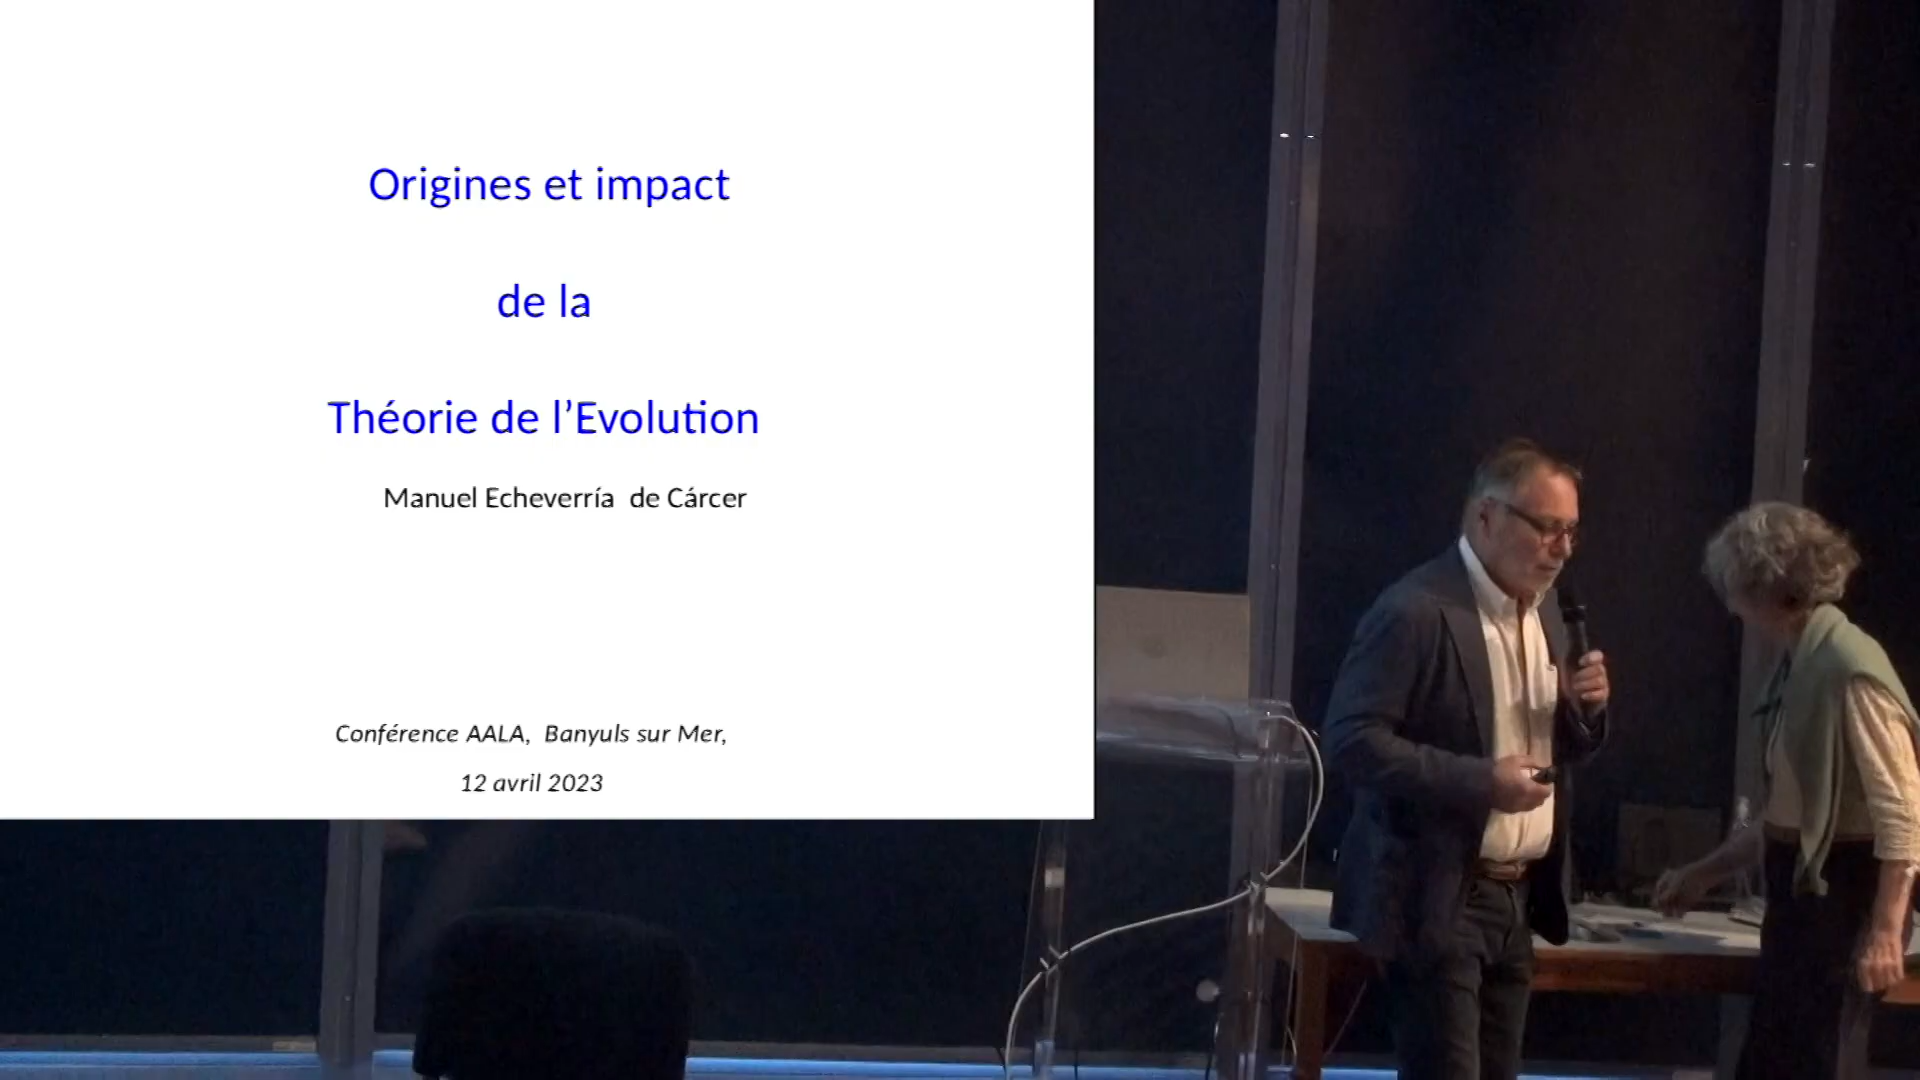 Origines et impact
de la
Théorie de l’Evolution
Manuel Echeverría de Cárcer
Conférence AALA, Banyuls sur Mer,
12 avril 2023